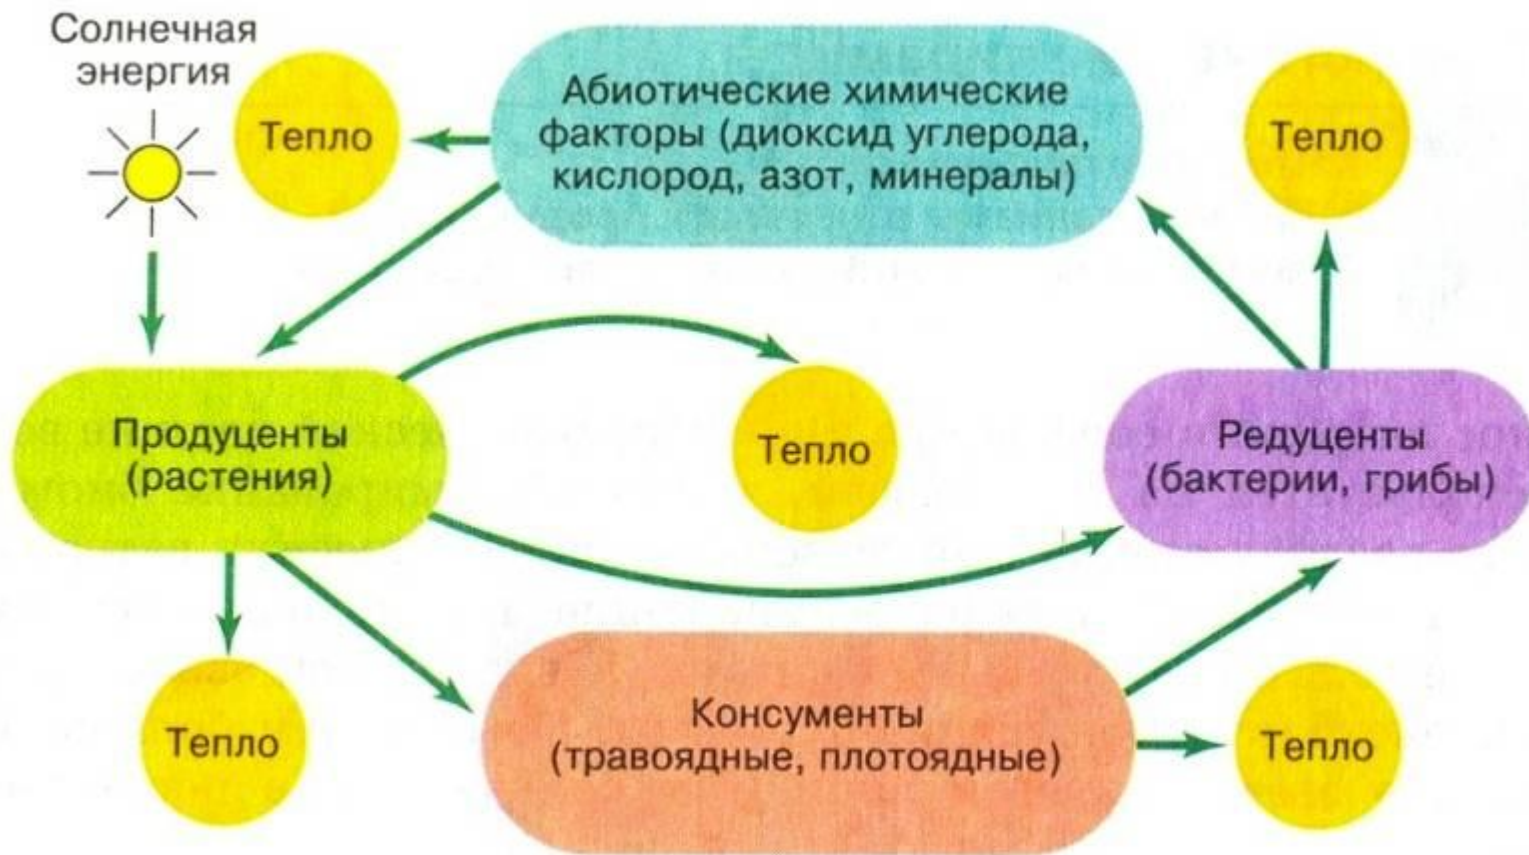 Солнечная
энергия
Тепло
Абиотические химические
факторы (диоксид углерода,
кислород, азот, минералы)
Тепло
Продуценты
(растения)
Тепло
Редуценты
(бактерии, грибы)
Тепло
Консументы
(травоядные, плотоядные)
Тепло